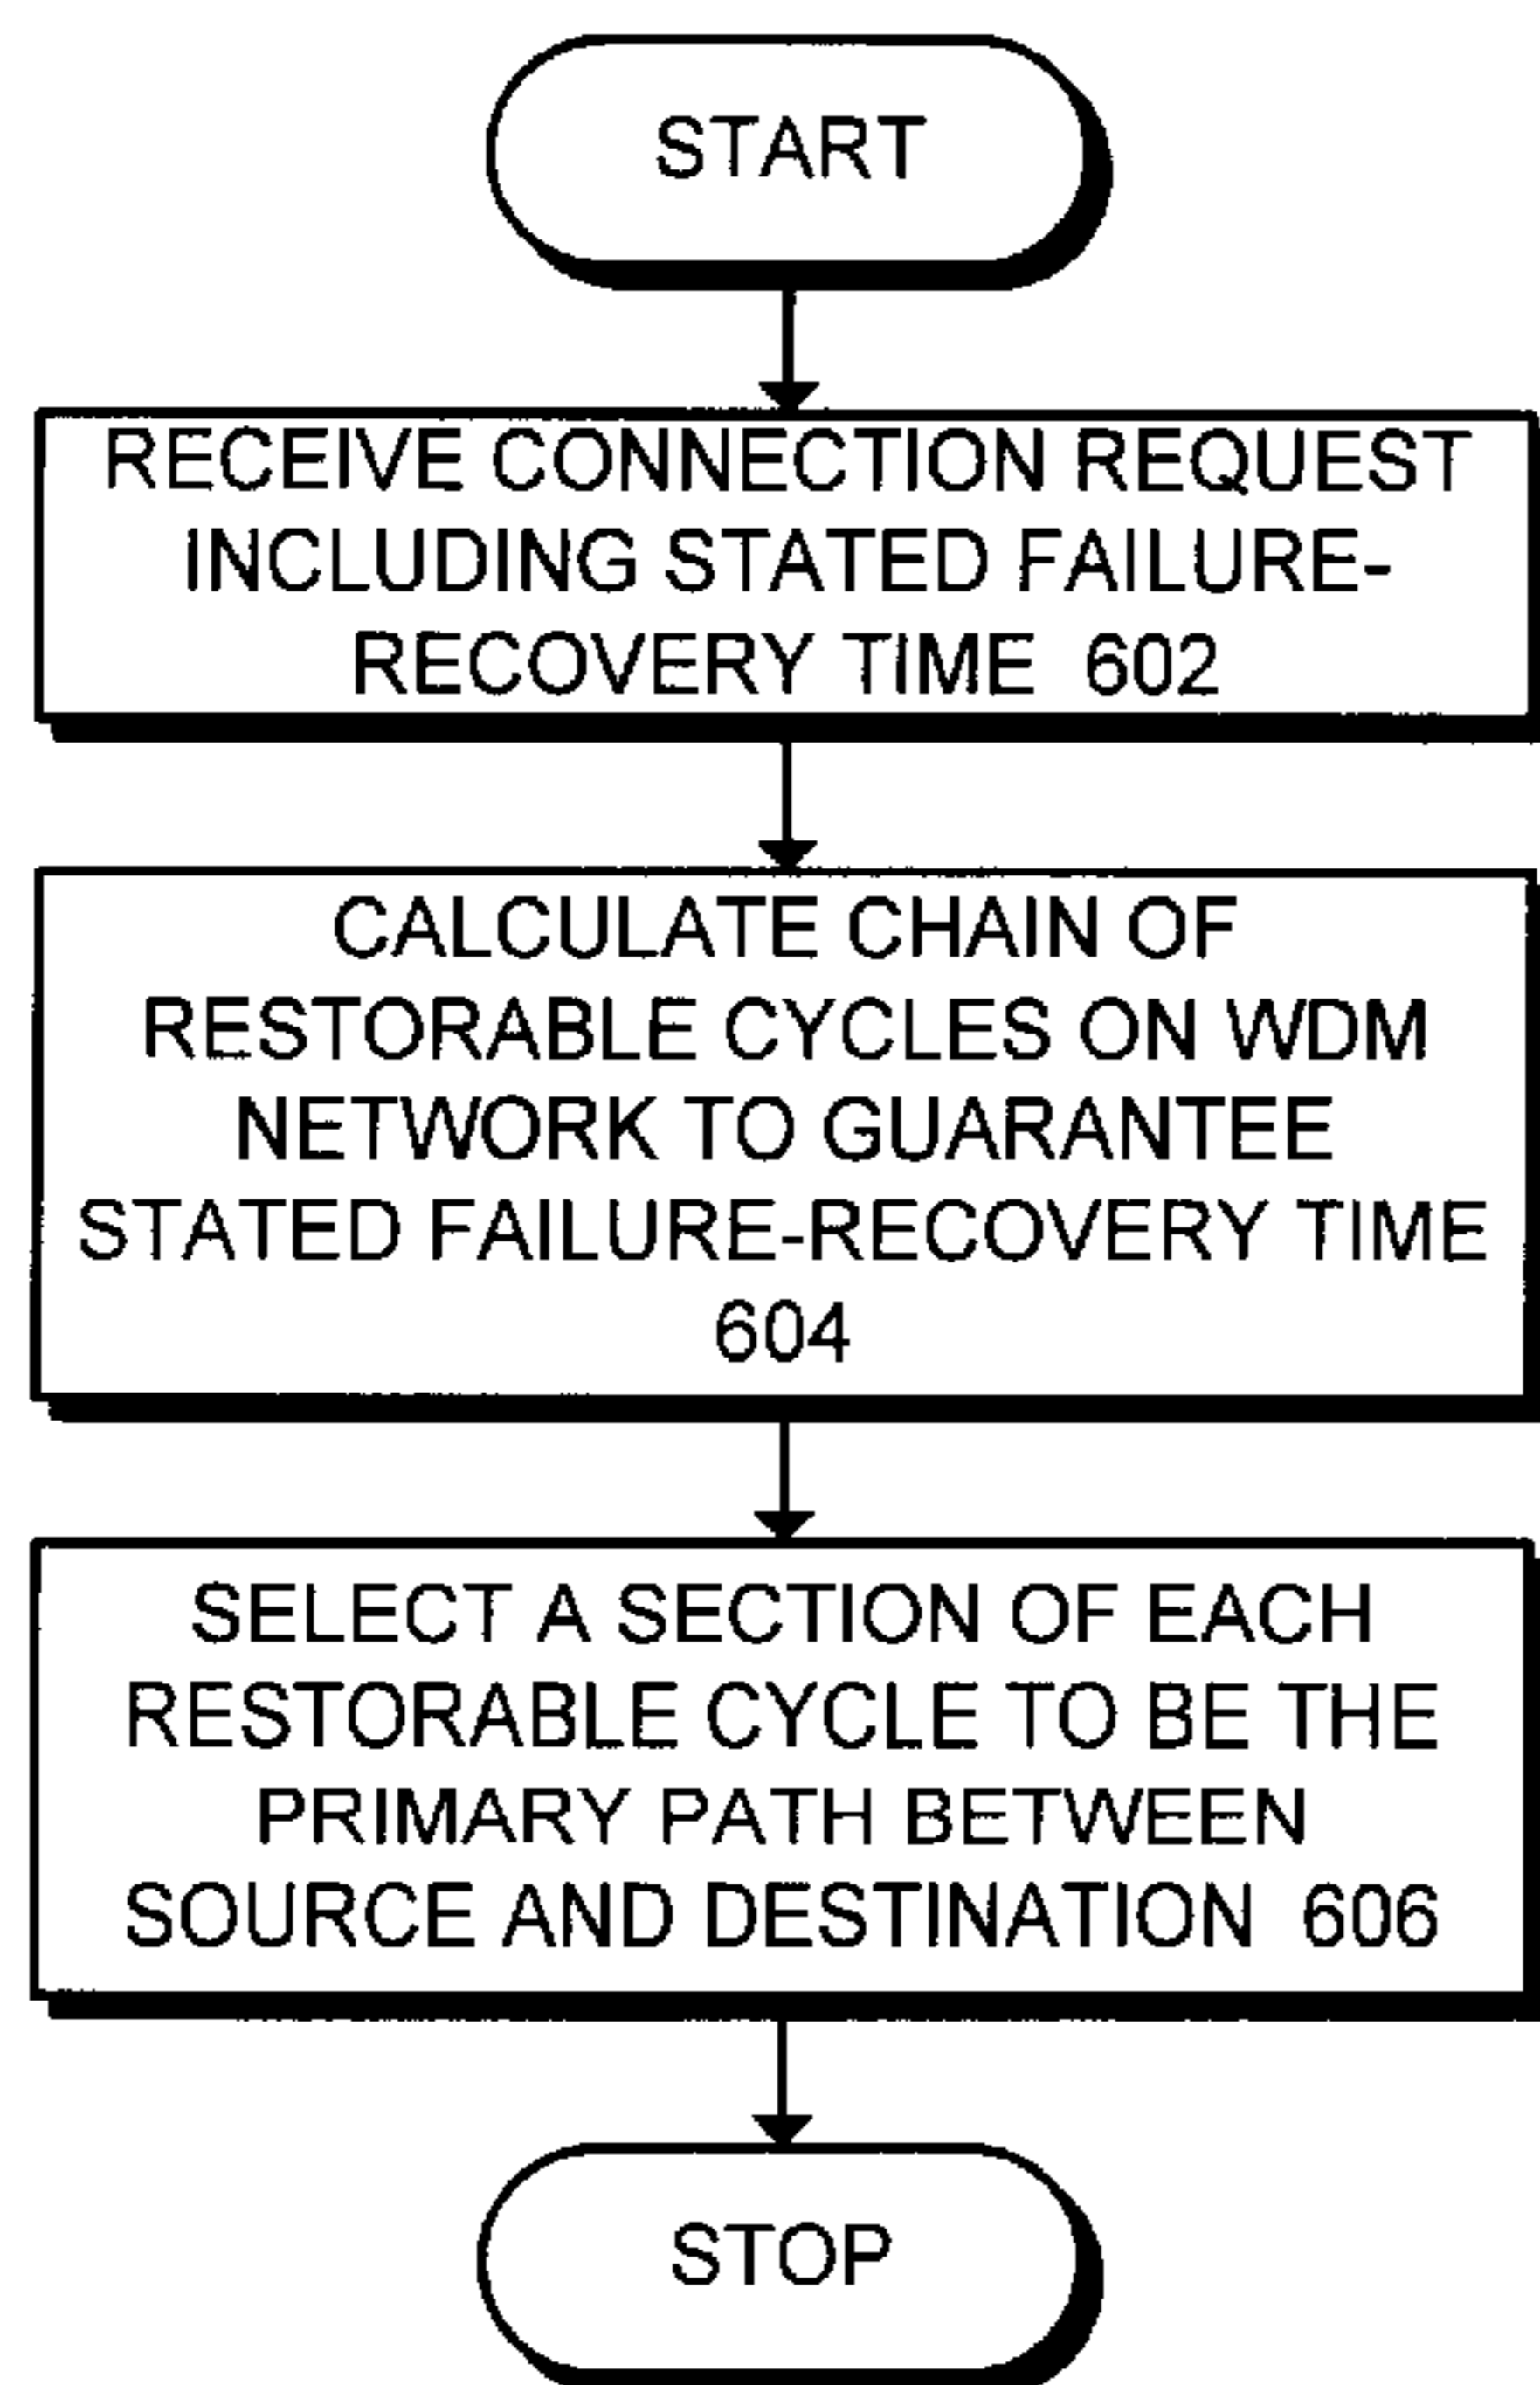 START
RECEIVE CONNECTION REQUEST
INCLUDING STATED FAILURE-
RECOVERY TIME 602
CALCULATE CHAIN OF
RESTORABLE CYCLES ON WDM
NETWORK TO GUARANTEE
STATED FAILURE-RECOVERY TIME
604
SELECT A SECTION OF EACH
RESTORABLE CYCLE TO BE THE
PRIMARY PATH BETWEEN
SOURCE AND DESTINATION 606
STOP